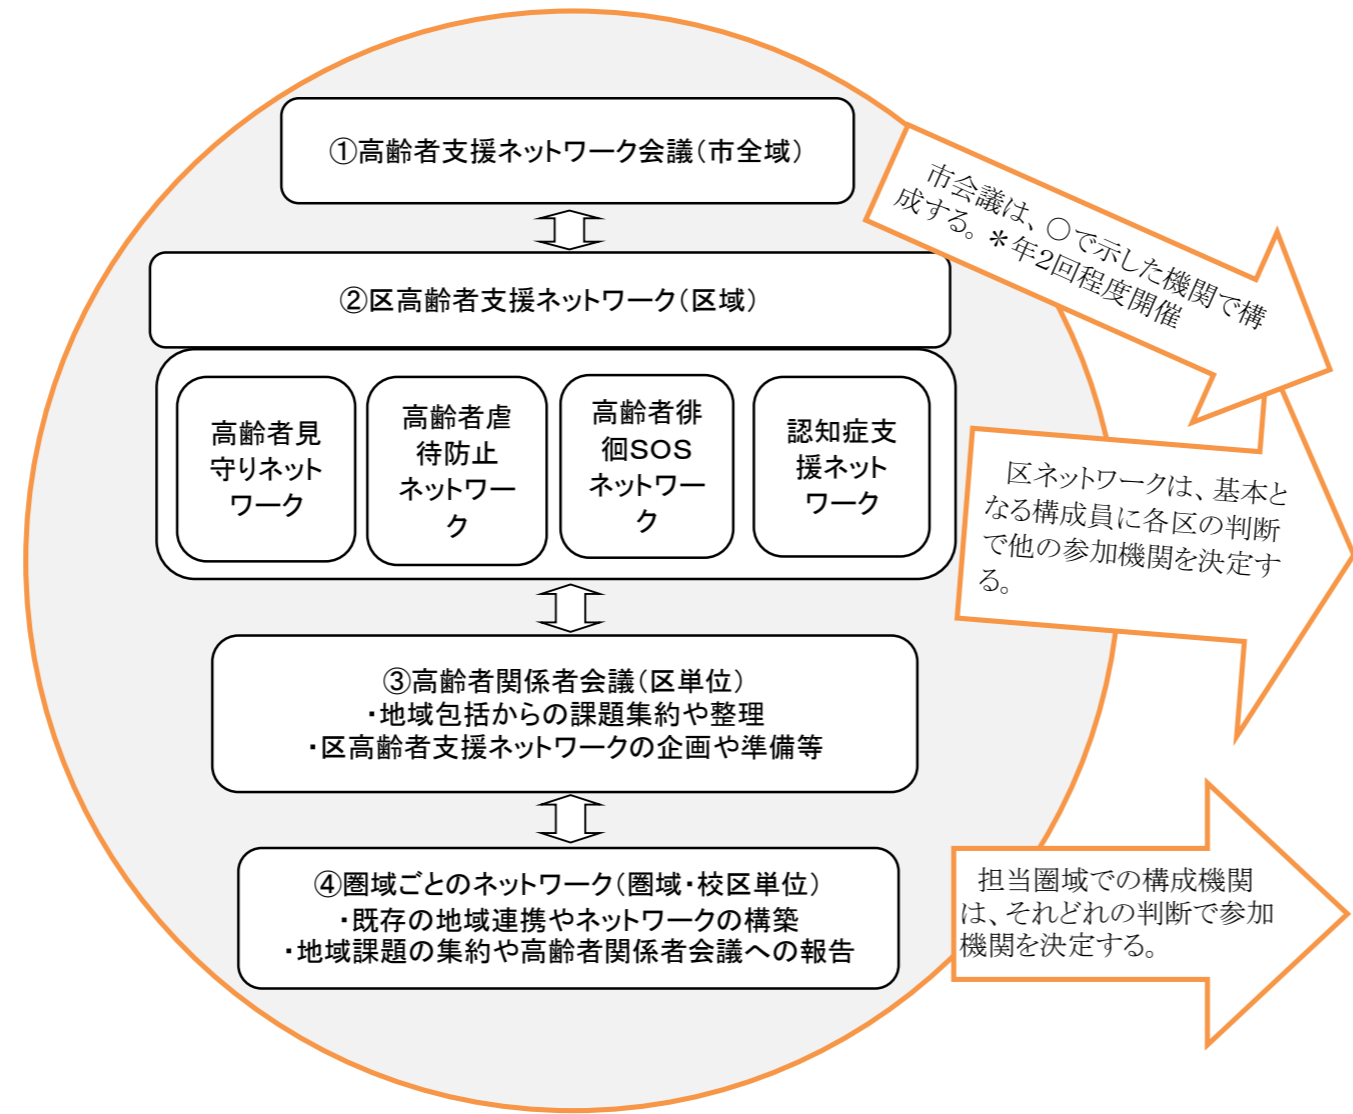 ①高齢者支援ネットワーク会議(市全域)
市会議は、○で示した機関で構
成する。＊年2回程度開催
②区高齢者支援ネットワーク(区域)
高齢者見
守りネット
ワーク
高齢者虐
待防止
ネットワー
ク
高齢者徘
徊SOS
ネットワー
ク
認知症支
援ネット
ワーク
区ネットワークは、基本と
なる構成員に各区の判断
で他の参加機関を決定す
る。
③高齢者関係者会議(区単位)
・地域包括からの課題集約や整理
・区高齢者支援ネットワークの企画や準備等
④圏域ごとのネットワーク(圏域・校区単位)
・既存の地域連携やネットワークの構築
・地域課題の集約や高齢者関係者会議への報告
担当圏域での構成機関
は、それどれの判断で参加
機関を決定する。